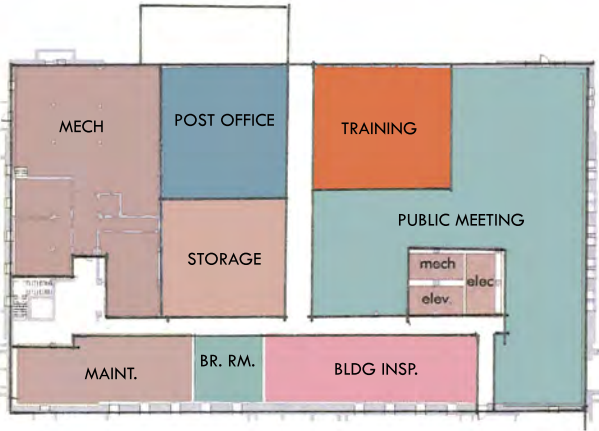 MECH
POST OFFICE
TRAINING
PUBLIC MEETING
STORAGE
mech
elec
elev.
MAINT.
BR. RM.
BLDG INSP.